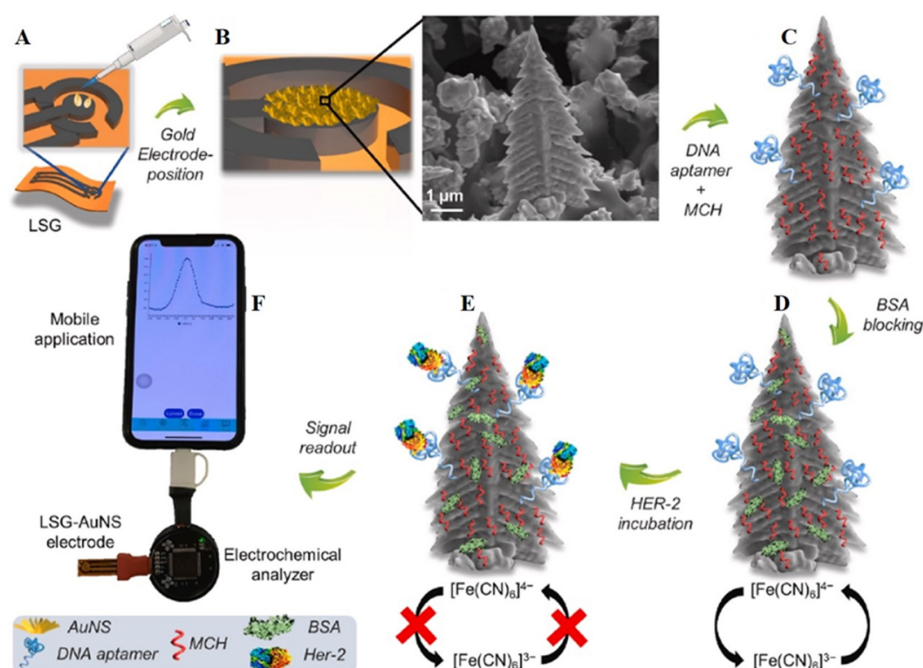 A
B
C
Gold
Electrode-
position
LSG
1 μm
DNA
aptamer
+
MCH
Mobile
application
F
E
D
BSA
blocking
Signal
readout
HER-2
incubation
LSG-AuNS
electrode
Electrochemical
analyzer
[Fe(CN)₆]⁴⁻
[Fe(CN)₆]³⁻
[Fe(CN)₆]⁴⁻
[Fe(CN)₆]³⁻
AuNS
DNA aptamer
MCH
BSA
Her-2